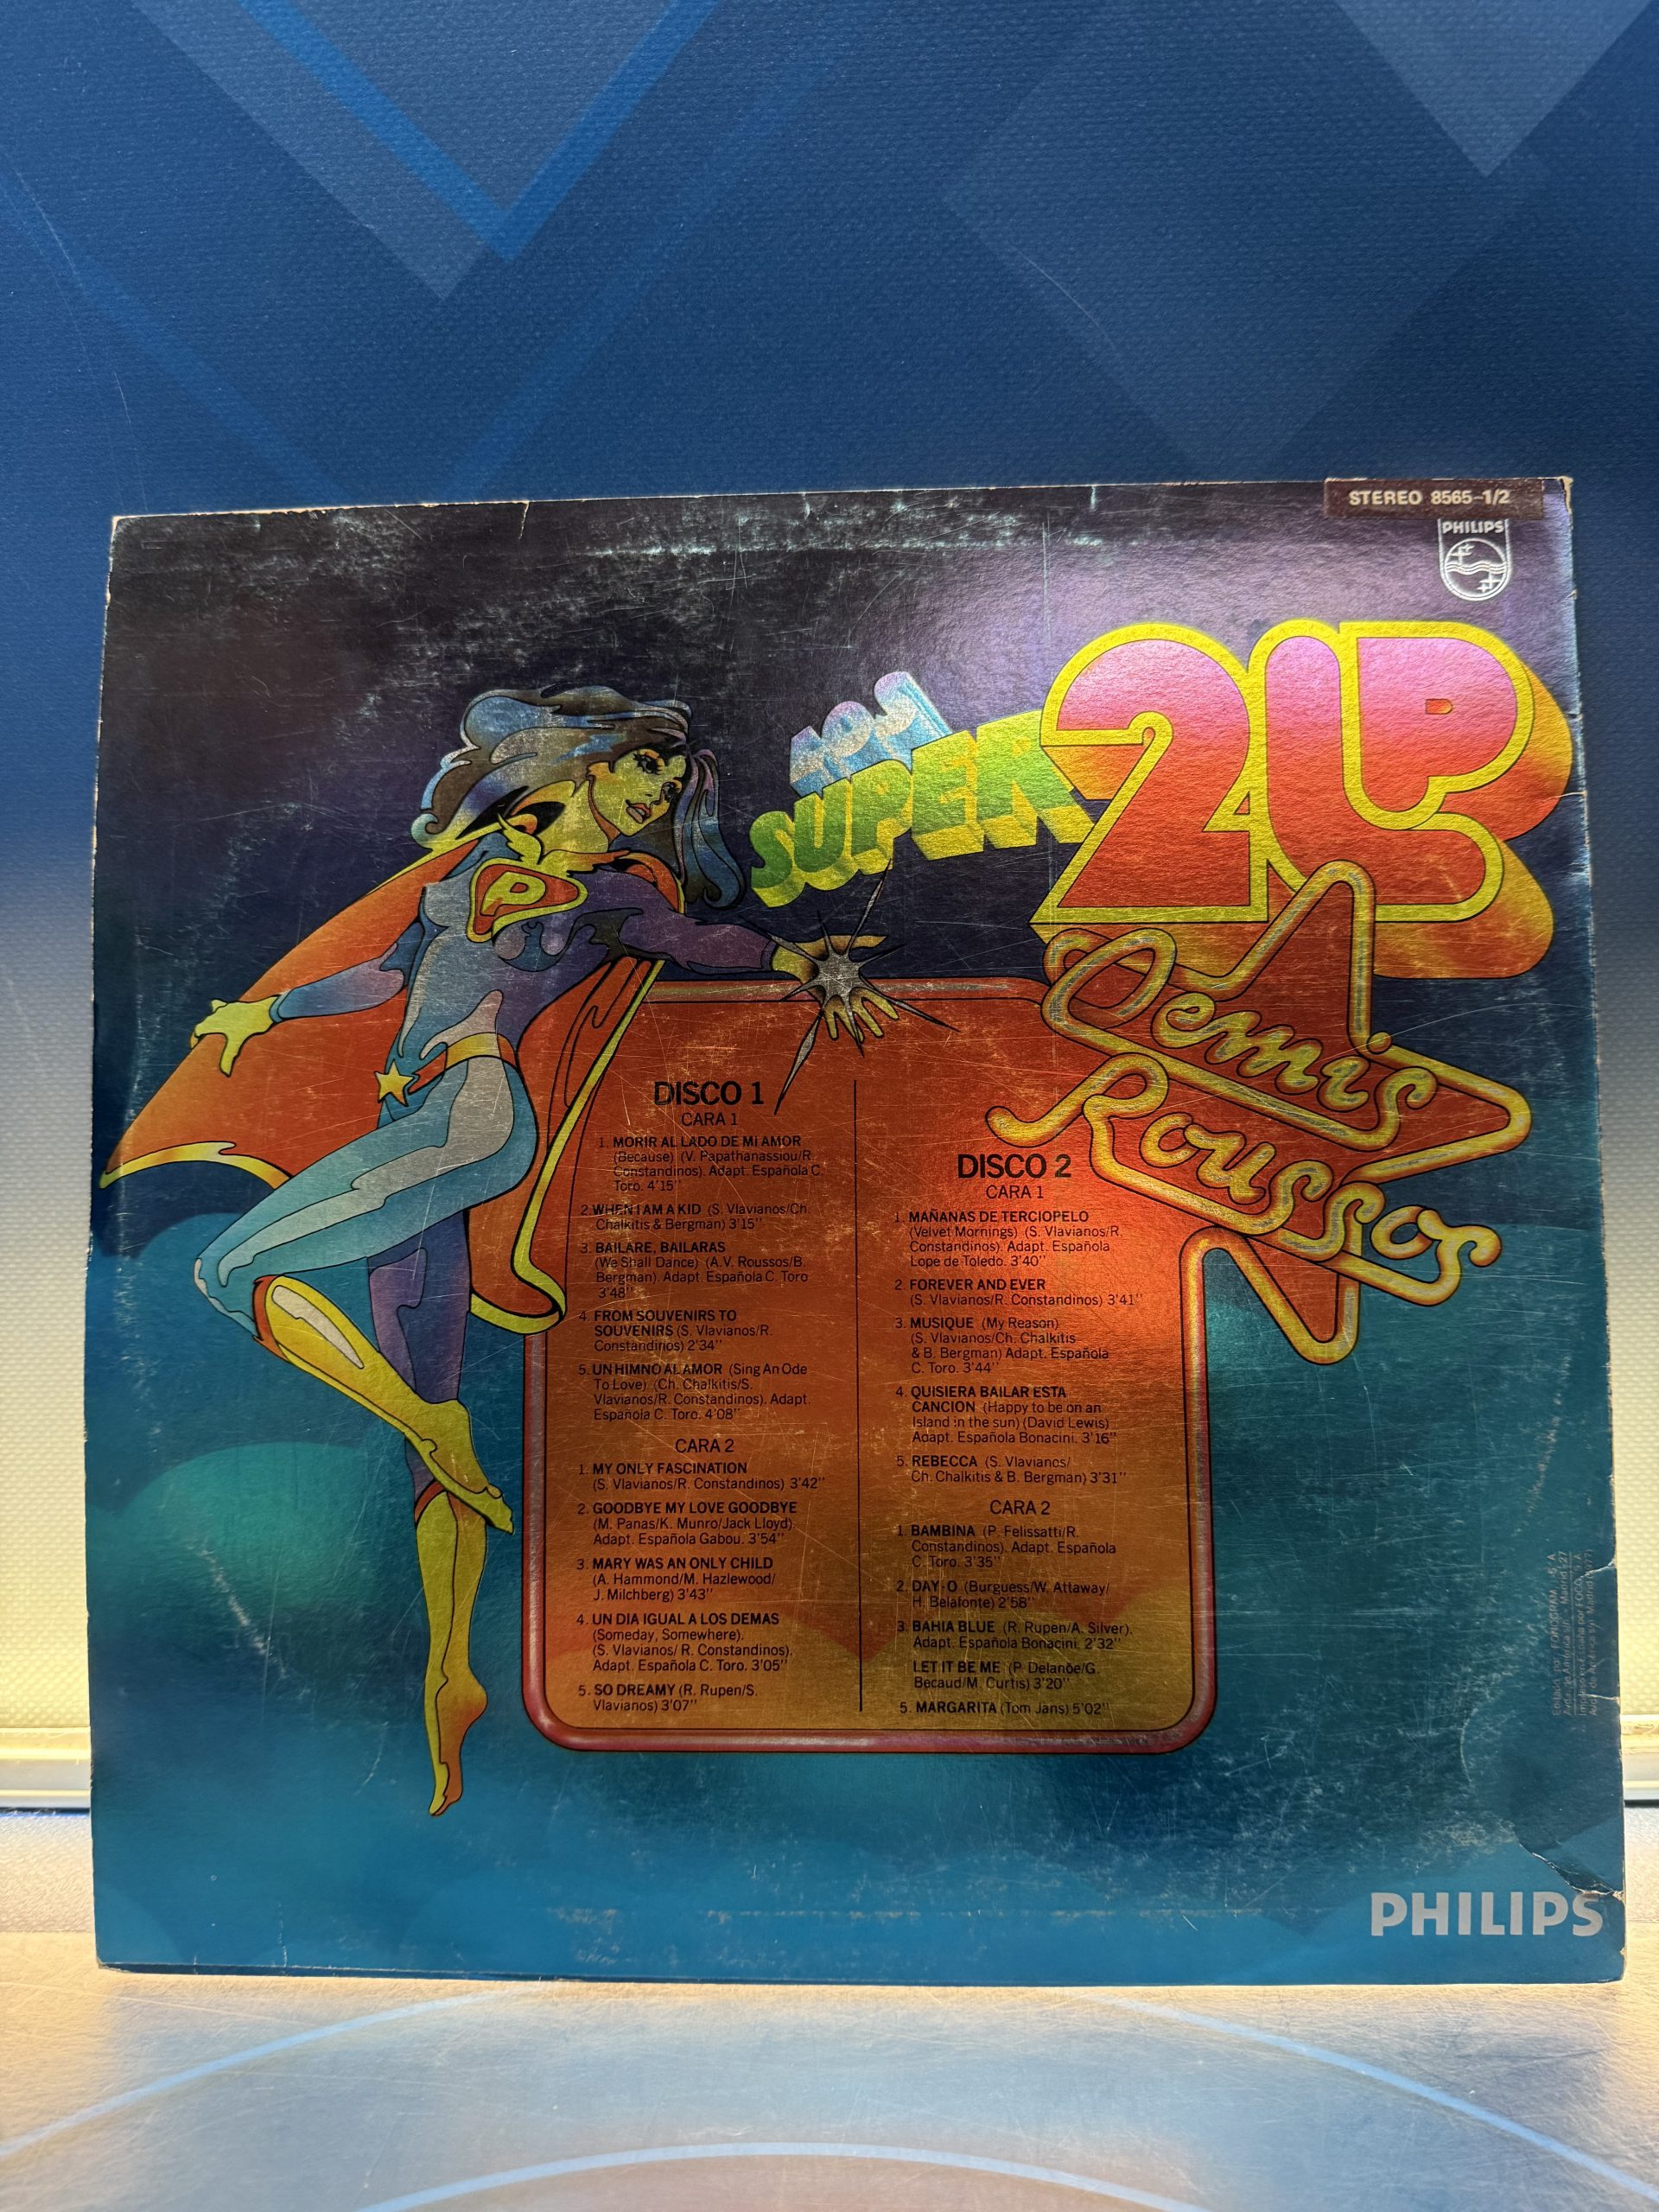 STEREO 8565-1/2
PHILIPS
LOS
SUPER
2LP
Demis
Roussos
P
DISCO 1
CARA 1
1. MORIR AL LADO DE MI AMOR
(Because) (V. Papathanassiou/R.
Constandinos). Adapt. Española C.
Toro. 4'15''
2. WHEN I AM A KID (S. Vlavianos/Ch.
Chalkitis & Bergman) 3'15''
3. BAILARE, BAILARAS
(We Shall Dance) (A.V. Roussos/B.
Bergman). Adapt. Española C. Toro
3'48''
4. FROM SOUVENIRS TO
SOUVENIRS (S. Vlavianos/R.
Constandinos) 2'34''
5. UN HIMNO AL AMOR (Sing An Ode
To Love) (Ch. Chalkitis/S.
Vlavianos/R. Constandinos). Adapt.
Española C. Toro. 4'08''
CARA 2
1. MY ONLY FASCINATION
(S. Vlavianos/R. Constandinos) 3'42''
2. GOODBYE MY LOVE GOODBYE
(M. Panas/K. Munro/Jack Lloyd)
Adapt. Española Gabou. 3'54''
3. MARY WAS AN ONLY CHILD
(A. Hammond/M. Hazlewood/
J. Milchberg) 3'43''
4. UN DIA IGUAL A LOS DEMAS
(Someday, Somewhere).
(S. Vlavianos/ R. Constandinos).
Adapt. Española C. Toro. 3'05''
5. SO DREAMY (R. Rupen/S.
Vlavianos) 3'07''
DISCO 2
CARA 1
1. MAÑANAS DE TERCIOPELO
(Velvet Mornings) (S. Vlavianos/R.
Constandinos). Adapt. Española
Lope de Toledo. 3'40''
2. FOREVER AND EVER
(S. Vlavianos/R. Constandinos) 3'41''
3. MUSIQUE (My Reason)
(S. Vlavianos/Ch. Chalkitis
& B. Bergman) Adapt. Española
C. Toro. 3'44''
4. QUISIERA BAILAR ESTA
CANCION (Happy to be on an
Island in the sun) (David Lewis)
Adapt. Española Bonacini. 3'16''
5. REBECCA (S. Vlavianos/
Ch. Chalkitis & B. Bergman) 3'31''
CARA 2
1. BAMBINA (P. Felissatti/R.
Constandinos). Adapt. Española
C. Toro. 3'35''
2. DAY-O (Burguess/W. Attaway/
H. Belafonte) 2'58''
3. BAHIA BLUE (R. Rupen/A. Silver).
Adapt. Española Bonacini. 2'32''
LET IT BE ME (P. Delanöe/G.
Becaud/M. Curtis) 3'20''
5. MARGARITA (Tom Jans) 5'02''
PHILIPS